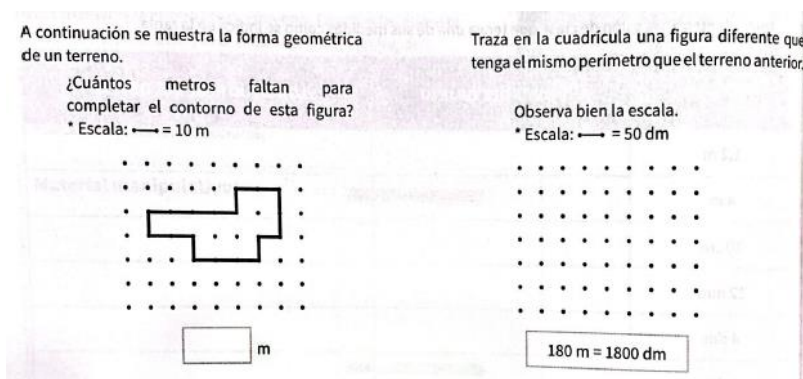 A continuación se muestra la forma geométrica
de un terreno.
¿Cuántos metros faltan para
completar el contorno de esta figura?
* Escala: = 10 m
m
Traza en la cuadrícula una figura diferente que
tenga el mismo perímetro que el terreno anterior.
Observa bien la escala.
* Escala: = 50 dm
180 m = 1800 dm